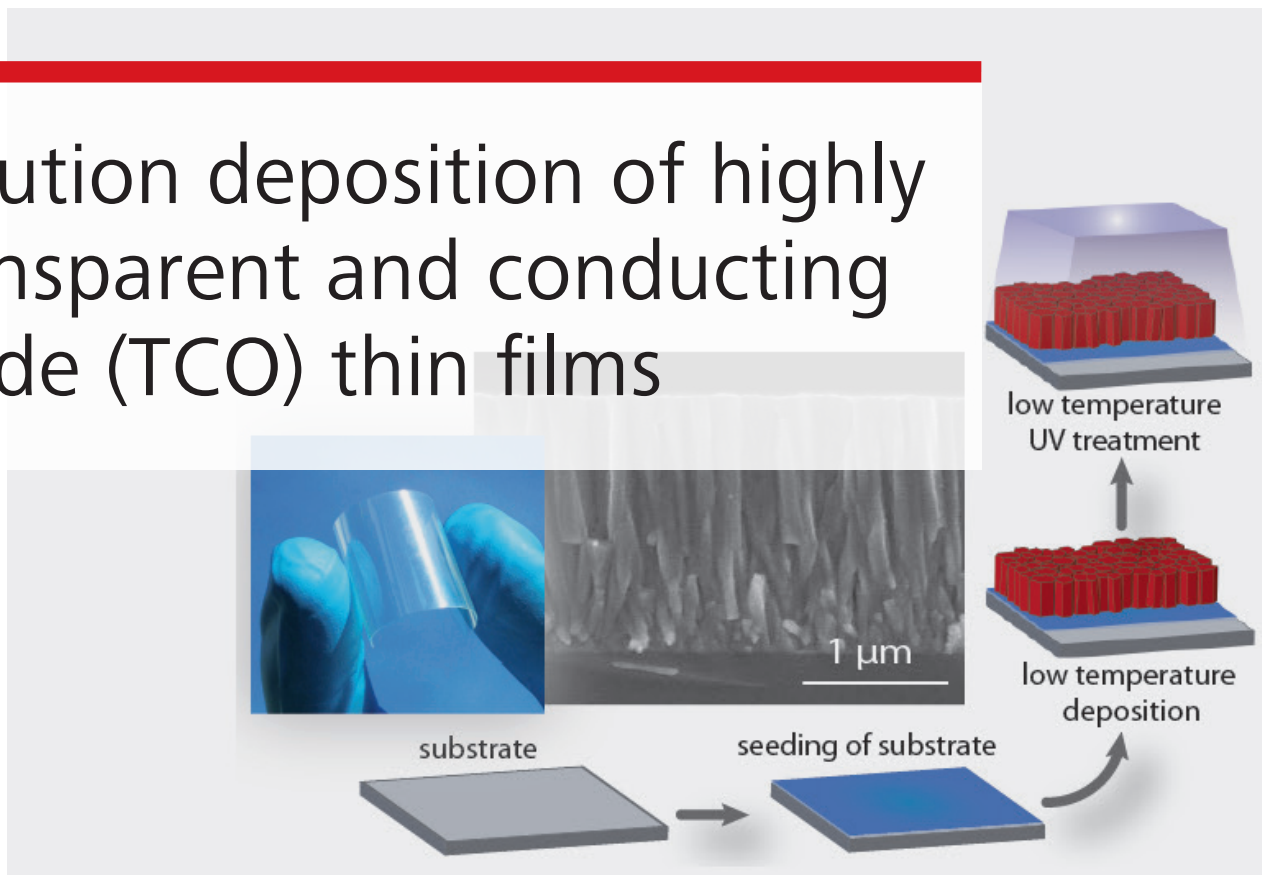 ution deposition of highly
nsparent and conducting
de (TCO) thin films
low temperature
UV treatment
1 µm
low temperature
deposition
substrate
seeding of substrate